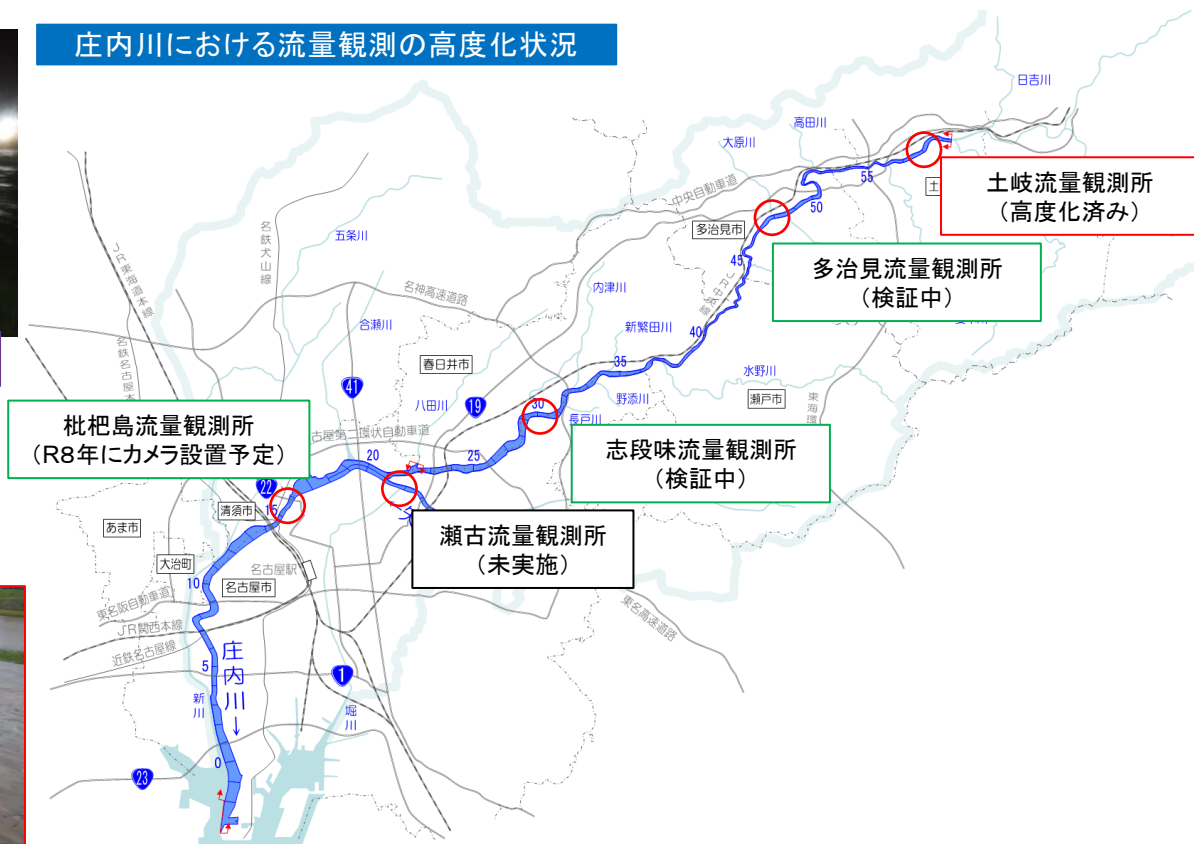 庄内川における流量観測の高度化状況
日吉川
高田川
大原川
土岐流量観測所
(高度化済み)
土
55
50
中央自動車道
多治見市
多治見流量観測所
(検証中)
45
40
名鉄犬山線
五条川
JR東海道本線
名神高速道路
内津川
新繁田川
合瀬川
35
水野川
瀬戸市
春日井市
41
19
八田川
野添川
30
長戸川
志段味流量観測所
(検証中)
枇杷島流量観測所
(R8年にカメラ設置予定)
古屋第二環状自動車道
20
25
22
15
清須市
瀬古流量観測所
(未実施)
あま市
大治町
名古屋駅
10
名古屋市
東名阪自動車道
JR関西本線
近鉄名古屋線
東名高速道路
5
庄内川
1
新川
堀川
0
23